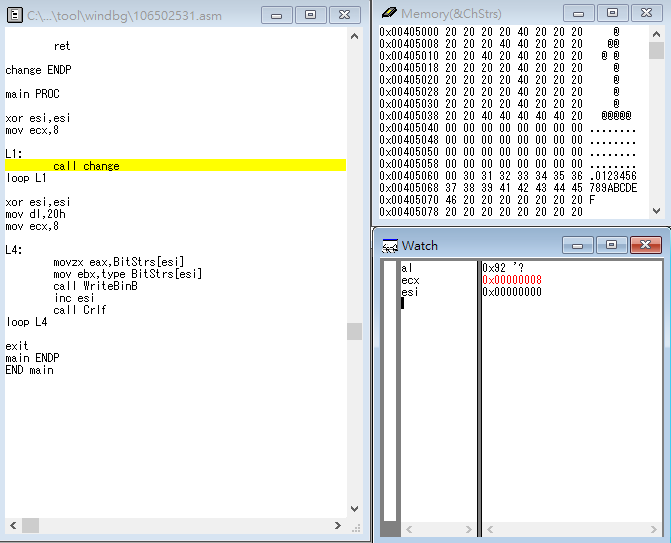 C:\...\tool\windbg\106502531.asm
ret
change ENDP
main PROC
xor esi,esi
mov ecx,8
L1:
call change
loop L1
xor esi,esi
mov dl,20h
mov ecx,8
L4:
movzx eax,BitStrs[esi]
mov ebx,type BitStrs[esi]
call WriteBinB
inc esi
call Crlf
loop L4
exit
main ENDP
END main
Memory(&ChStrs)
0x00405000 20 20 20 20 40 20 20 20     @
0x00405008 20 20 20 40 40 20 20 20    @@
0x00405010 20 20 40 20 40 20 20 20   @ @
0x00405018 20 20 20 20 40 20 20 20     @
0x00405020 20 20 20 20 40 20 20 20     @
0x00405028 20 20 20 20 40 20 20 20     @
0x00405030 20 20 20 20 40 20 20 20     @
0x00405038 20 20 40 40 40 40 40 20   @@@@@
0x00405040 00 00 00 00 00 00 00 00 ........
0x00405048 00 00 00 00 00 00 00 00 ........
0x00405050 00 00 00 00 00 00 00 00 ........
0x00405058 00 00 00 00 00 00 00 00 ........
0x00405060 00 30 31 32 33 34 35 36 .0123456
0x00405068 37 38 39 41 42 43 44 45 789ABCDE
0x00405070 46 20 20 20 20 20 20 20 F
0x00405078 20 20 20 20 20 20 20 20
Watch
al 0x92 '?
ecx 0x00000008
esi 0x00000000